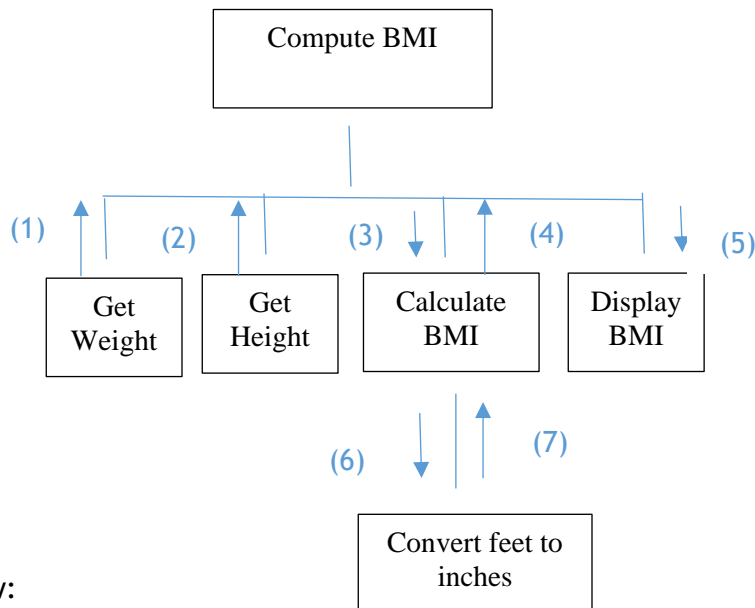 Compute BMI
(1)
(2)
(3)
(4)
(5)
Get
Weight
Get
Height
Calculate
BMI
Display
BMI
(6)
(7)
Convert feet to
inches